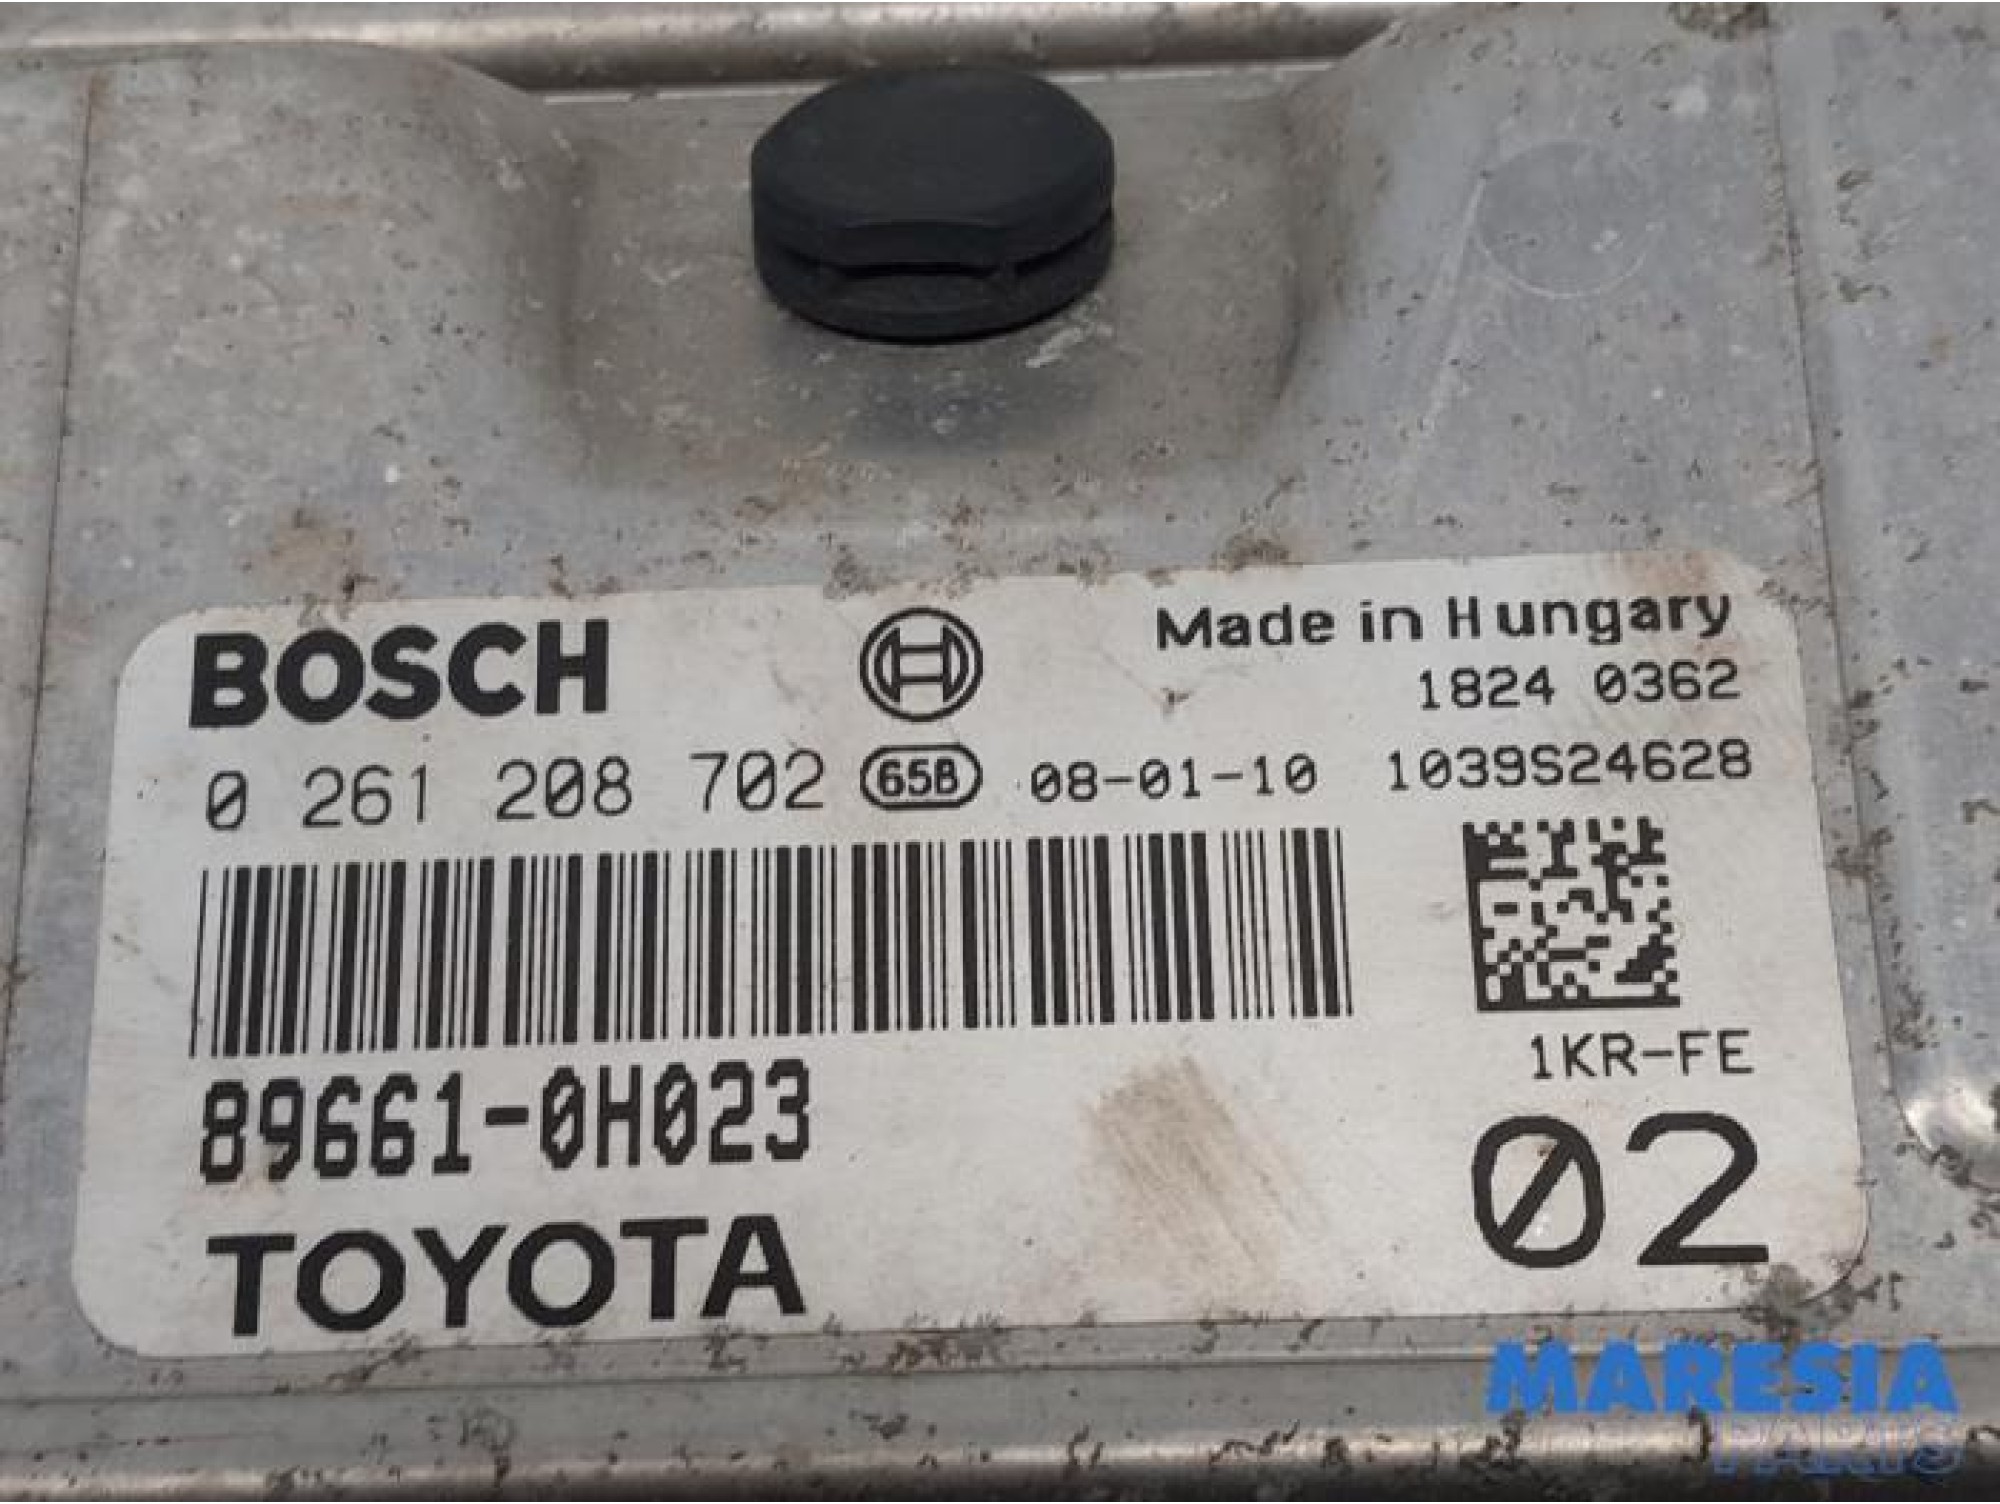 BOSCH
Made in Hungary
1824 0362
0 261 208 702 65B 08-01-10 1039S24628
1KR-FE
89661-0H023
02
TOYOTA
MARESIA
PARTS